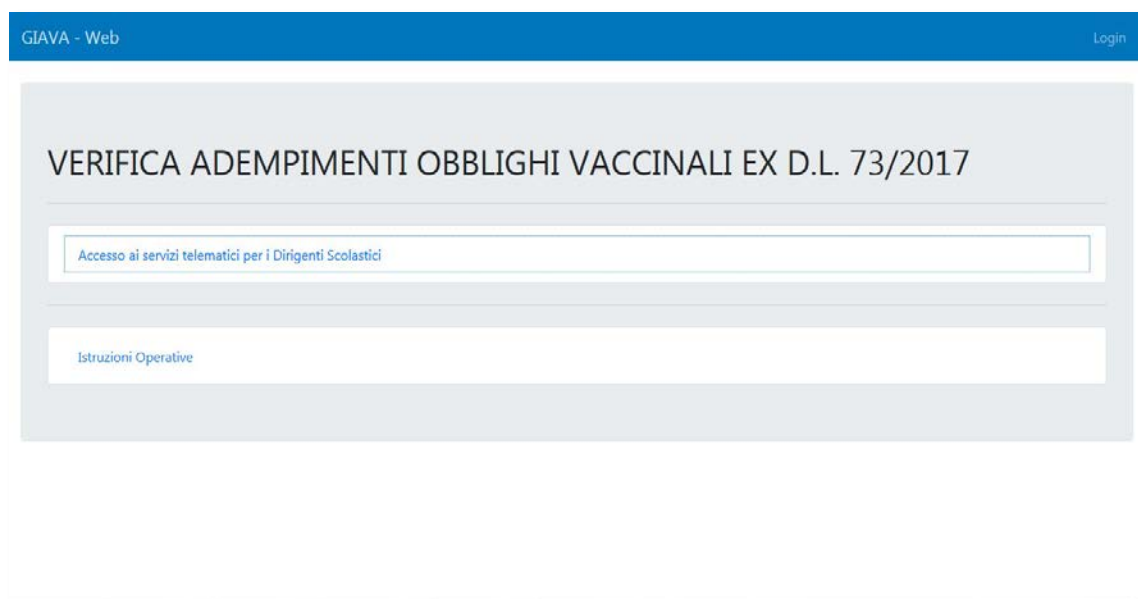 GIAVA - Web
Login
VERIFICA ADEMPIMENTI OBBLIGHI VACCINALI EX D.L. 73/2017
Accesso ai servizi telematici per i Dirigenti Scolastici
Istruzioni Operative